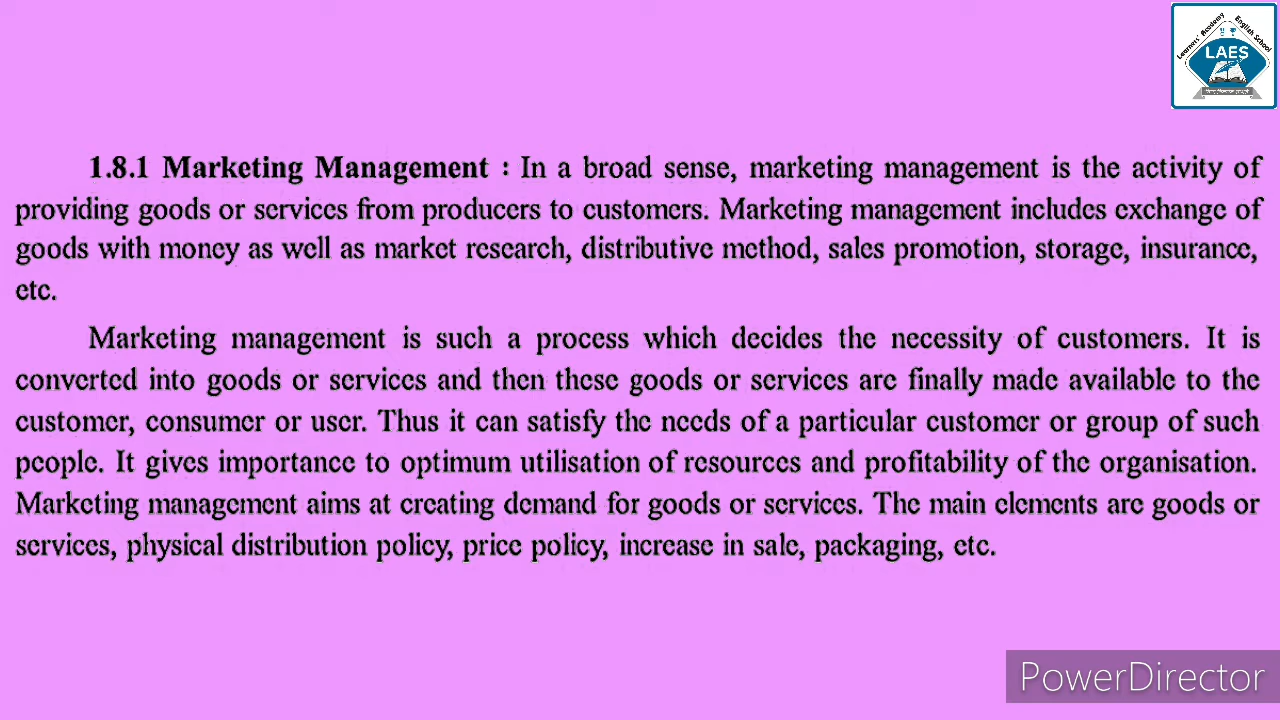 Learners' Academy English School
LAES
1.8.1 Marketing Management : In a broad sense, marketing management is the activity of
providing goods or services from producers to customers. Marketing management includes exchange of
goods with money as well as market research, distributive method, sales promotion, storage, insurance,
etc.
Marketing management is such a process which decides the necessity of customers. It is
converted into goods or services and then these goods or services are finally made available to the
customer, consumer or user. Thus it can satisfy the needs of a particular customer or group of such
people. It gives importance to optimum utilisation of resources and profitability of the organisation.
Marketing management aims at creating demand for goods or services. The main elements are goods or
services, physical distribution policy, price policy, increase in sale, packaging, etc.
PowerDirector